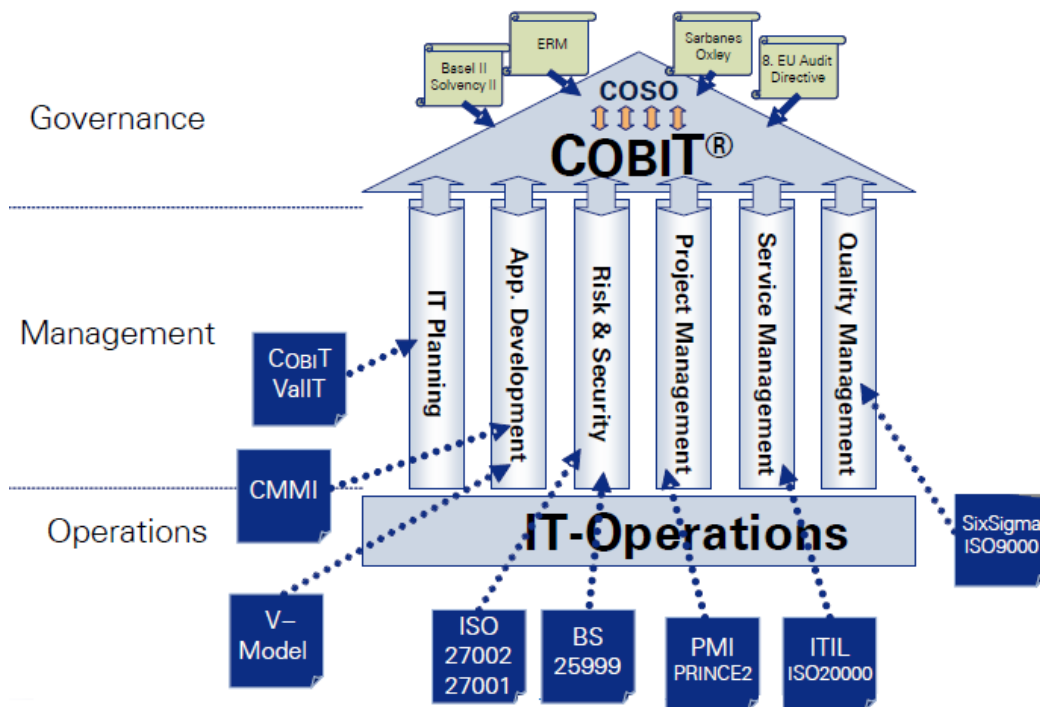 Basel II
Solvency II
ERM
Sarbanes
Oxley
8. EU Audit
Directive
Governance
COSO
COBIT®
Management
IT Planning
App. Development
Risk & Security
Project Management
Service Management
Quality Management
COBIT
ValIT
CMMI
Operations
IT-Operations
SixSigma
ISO9000
V–
Model
ISO
27002
27001
BS
25999
PMI
PRINCE2
ITIL
ISO20000